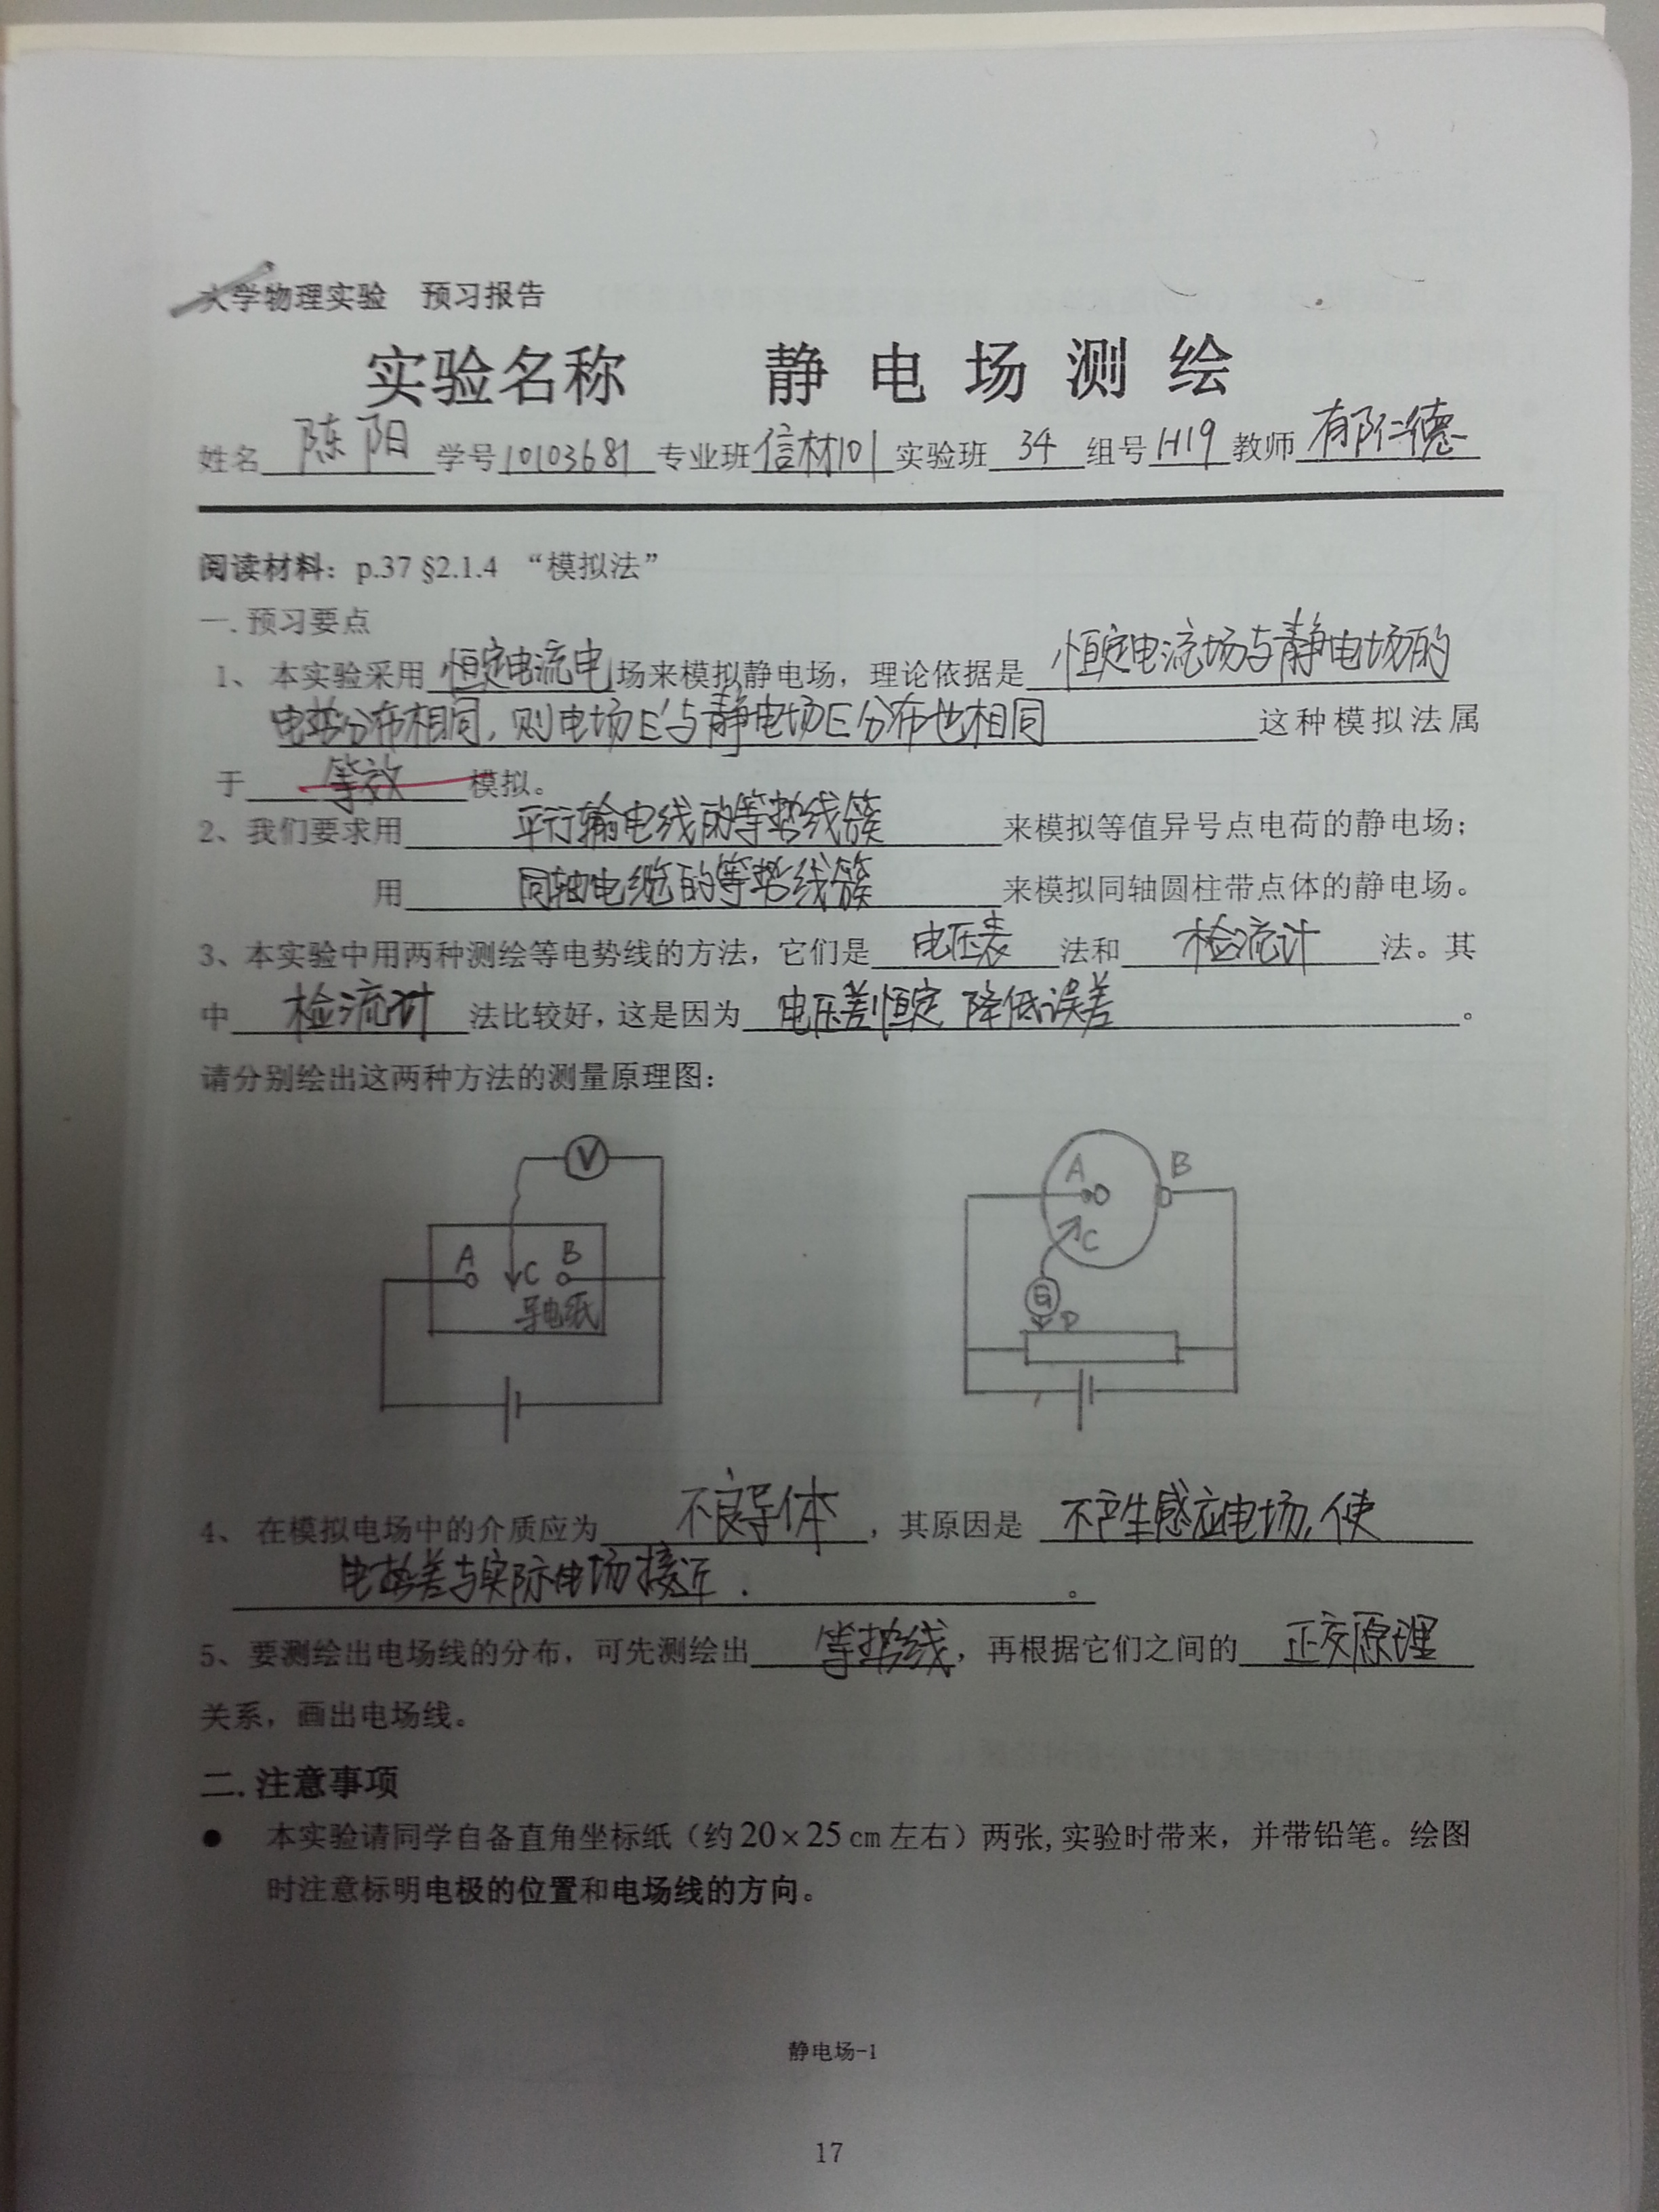 大学物理实验 预习报告
实验名称 静电场测绘
姓名 陈阳 学号 10103681 专业班 信材101 实验班 34 组号 H19 教师 郁仁德
阅读材料：p.37 §2.1.4 “模拟法”
一.预习要点
1、本实验采用 恒定电流电 场来模拟静电场，理论依据是 恒定电流场与静电场的
电势分布相同，则电场E'与静电场E分布也相同 这种模拟法属
于 等效 模拟。
2、我们要求用 平行输电线的等势线簇 来模拟等值异号点电荷的静电场；
用 同轴电缆的等势线簇 来模拟同轴圆柱带点体的静电场。
3、本实验中用两种测绘等电势线的方法，它们是 电压表 法和 检流计 法。其
中 检流计 法比较好，这是因为 电压差恒定 降低误差 。
请分别绘出这两种方法的测量原理图：
V
A C B
导电纸
A B
C
G
D
4、在模拟电场中的介质应为 不良导体 ，其原因是 不产生感应电场，使
电势差与实际电场接近. 。
5、要测绘出电场线的分布，可先测绘出 等势线 ，再根据它们之间的 正交原理
关系，画出电场线。
二.注意事项
● 本实验请同学自备直角坐标纸（约20×25cm左右）两张,实验时带来，并带铅笔。绘图
时注意标明电极的位置和电场线的方向。
静电场-1
17